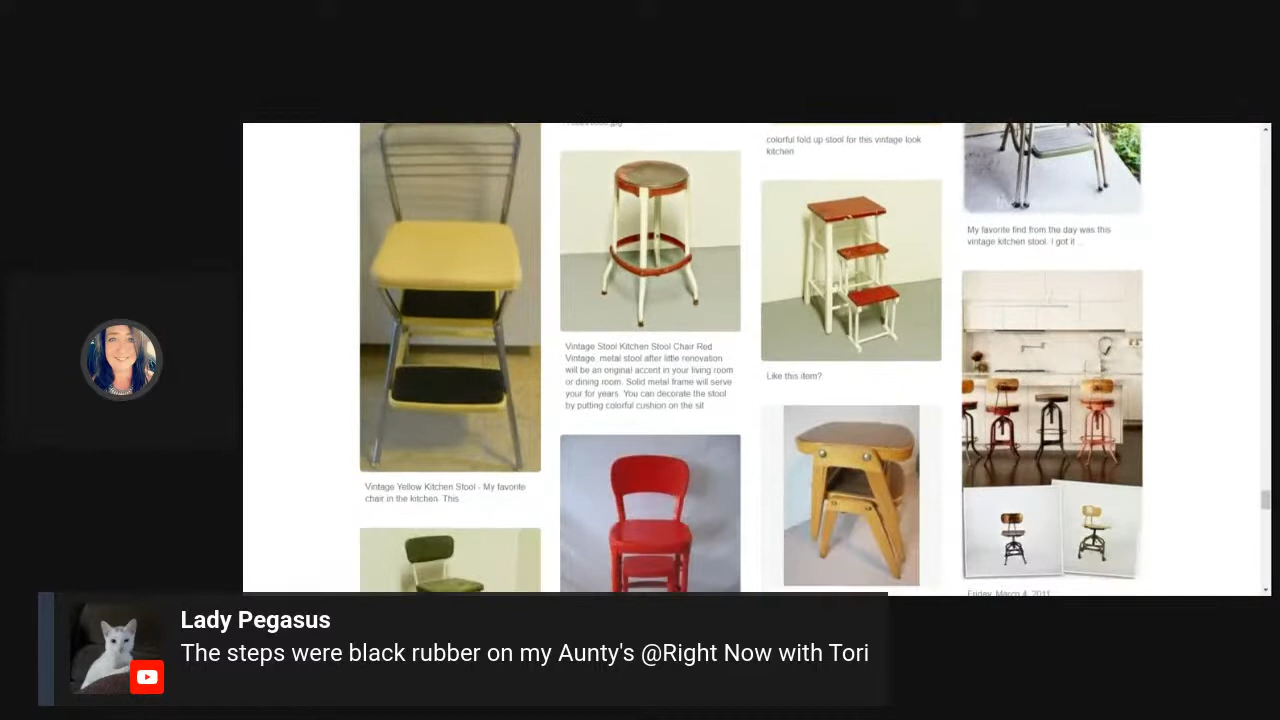 colorful fold up stool for this vintage look
kitchen
My favorite find from the day was this
vintage kitchen stool. I got it ...
Vintage Stool Kitchen Stool Chair Red
Vintage metal stool after little renovation
will be an original accent in your living room
or dining room. Solid metal frame will serve
your for years. You can decorate the stool
by putting colorful cushion on the sit
Like this item?
Vintage Yellow Kitchen Stool - My favorite
chair in the kitchen. This
Friday, March 4, 2011
Lady Pegasus
The steps were black rubber on my Aunty's @Right Now with Tori